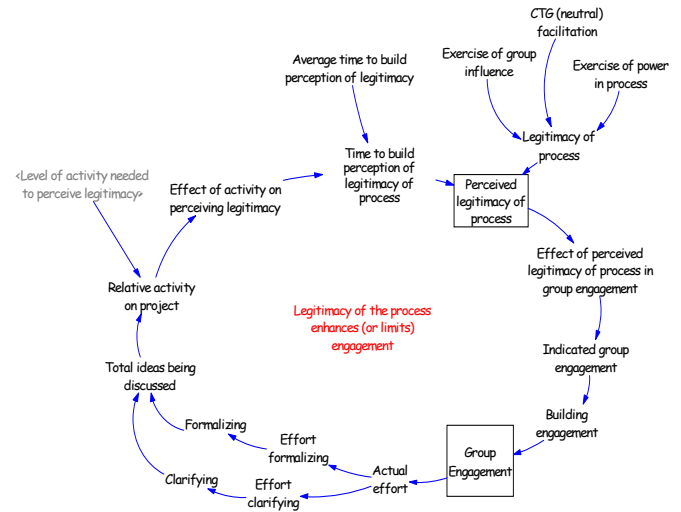 CTG (neutral)
facilitation
Exercise of group
influence
Average time to build
perception of legitimacy
Exercise of power
in process
Legitimacy of
process
Time to build
perception of
legitimacy of
process
<Level of activity needed
to perceive legitimacy>
Effect of activity on
perceiving legitimacy
Perceived
legitimacy of
process
Effect of perceived
legitimacy of process in
group engagement
Relative activity
on project
Legitimacy of the process
enhances (or limits)
engagement
Indicated group
engagement
Total ideas being
discussed
Building
engagement
Formalizing
Effort
formalizing
Group
Engagement
Actual
effort
Clarifying
Effort
clarifying